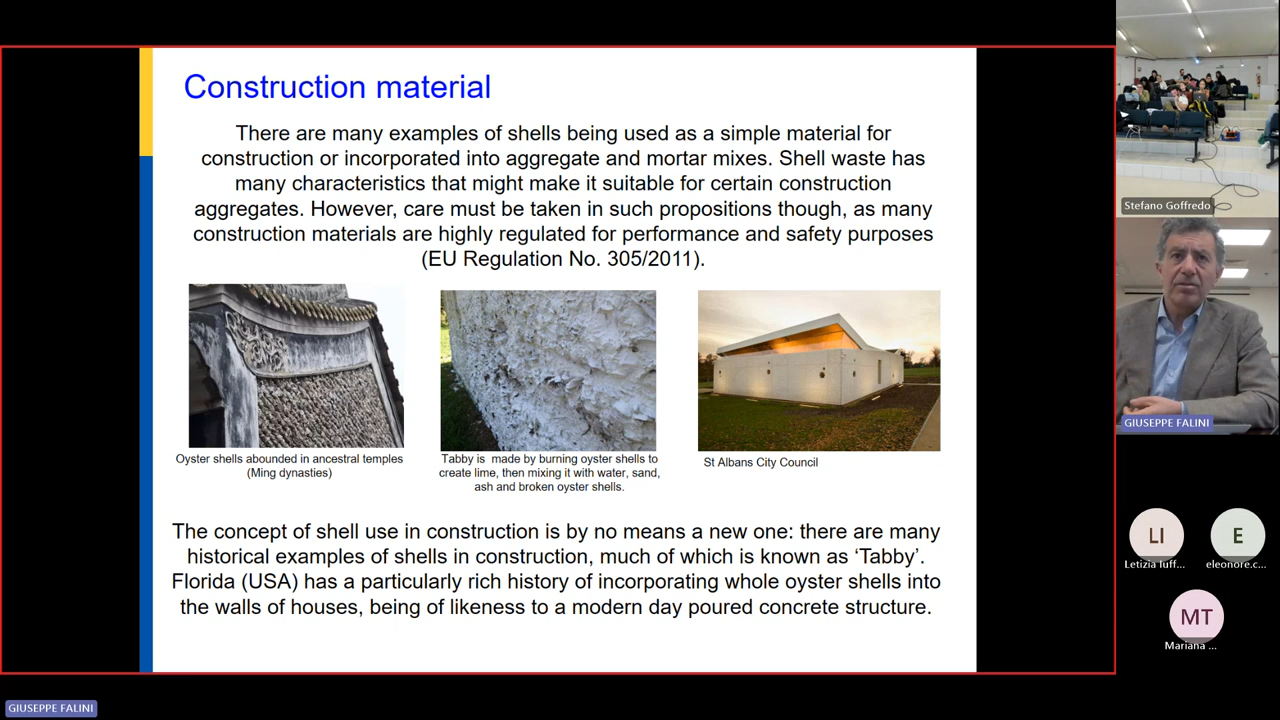 Construction material
There are many examples of shells being used as a simple material for
construction or incorporated into aggregate and mortar mixes. Shell waste has
many characteristics that might make it suitable for certain construction
aggregates. However, care must be taken in such propositions though, as many
construction materials are highly regulated for performance and safety purposes
(EU Regulation No. 305/2011).
Oyster shells abounded in ancestral temples
(Ming dynasties)
Tabby is made by burning oyster shells to
create lime, then mixing it with water, sand,
ash and broken oyster shells.
St Albans City Council
The concept of shell use in construction is by no means a new one: there are many
historical examples of shells in construction, much of which is known as ‘Tabby’.
Florida (USA) has a particularly rich history of incorporating whole oyster shells into
the walls of houses, being of likeness to a modern day poured concrete structure.
Stefano Goffredo
GIUSEPPE FALINI
LI
Letizia Iuff...
E
eleonore.c...
MT
Mariana ...
GIUSEPPE FALINI